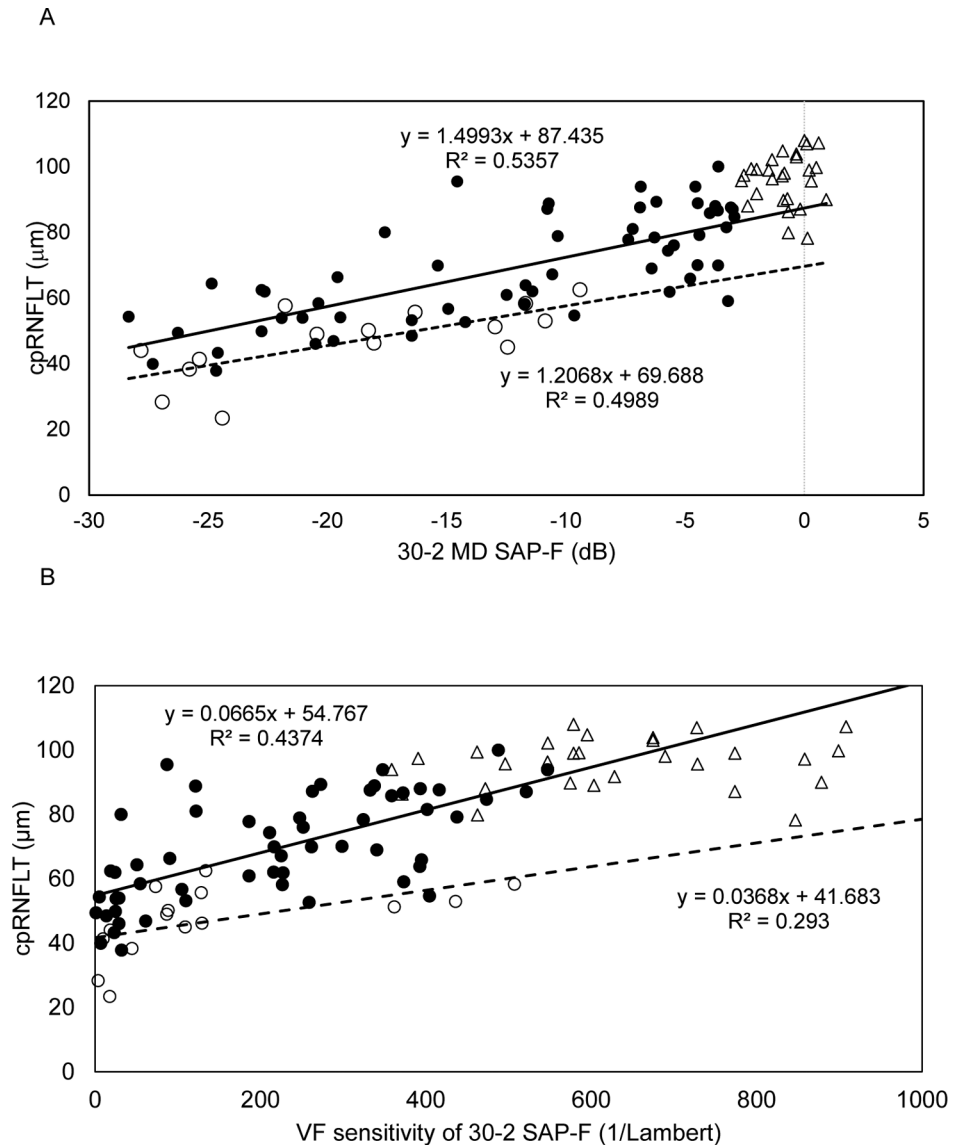 A
120
100
80
60
40
20
0
cpRNFLT (µm)
y = 1.4993x + 87.435
R² = 0.5357
y = 1.2068x + 69.688
R² = 0.4989
-30 -25 -20 -15 -10 -5 0 5
30-2 MD SAP-F (dB)
B
120
100
80
60
40
20
0
cpRNFLT (µm)
y = 0.0665x + 54.767
R² = 0.4374
y = 0.0368x + 41.683
R² = 0.293
0 200 400 600 800 1000
VF sensitivity of 30-2 SAP-F (1/Lambert)